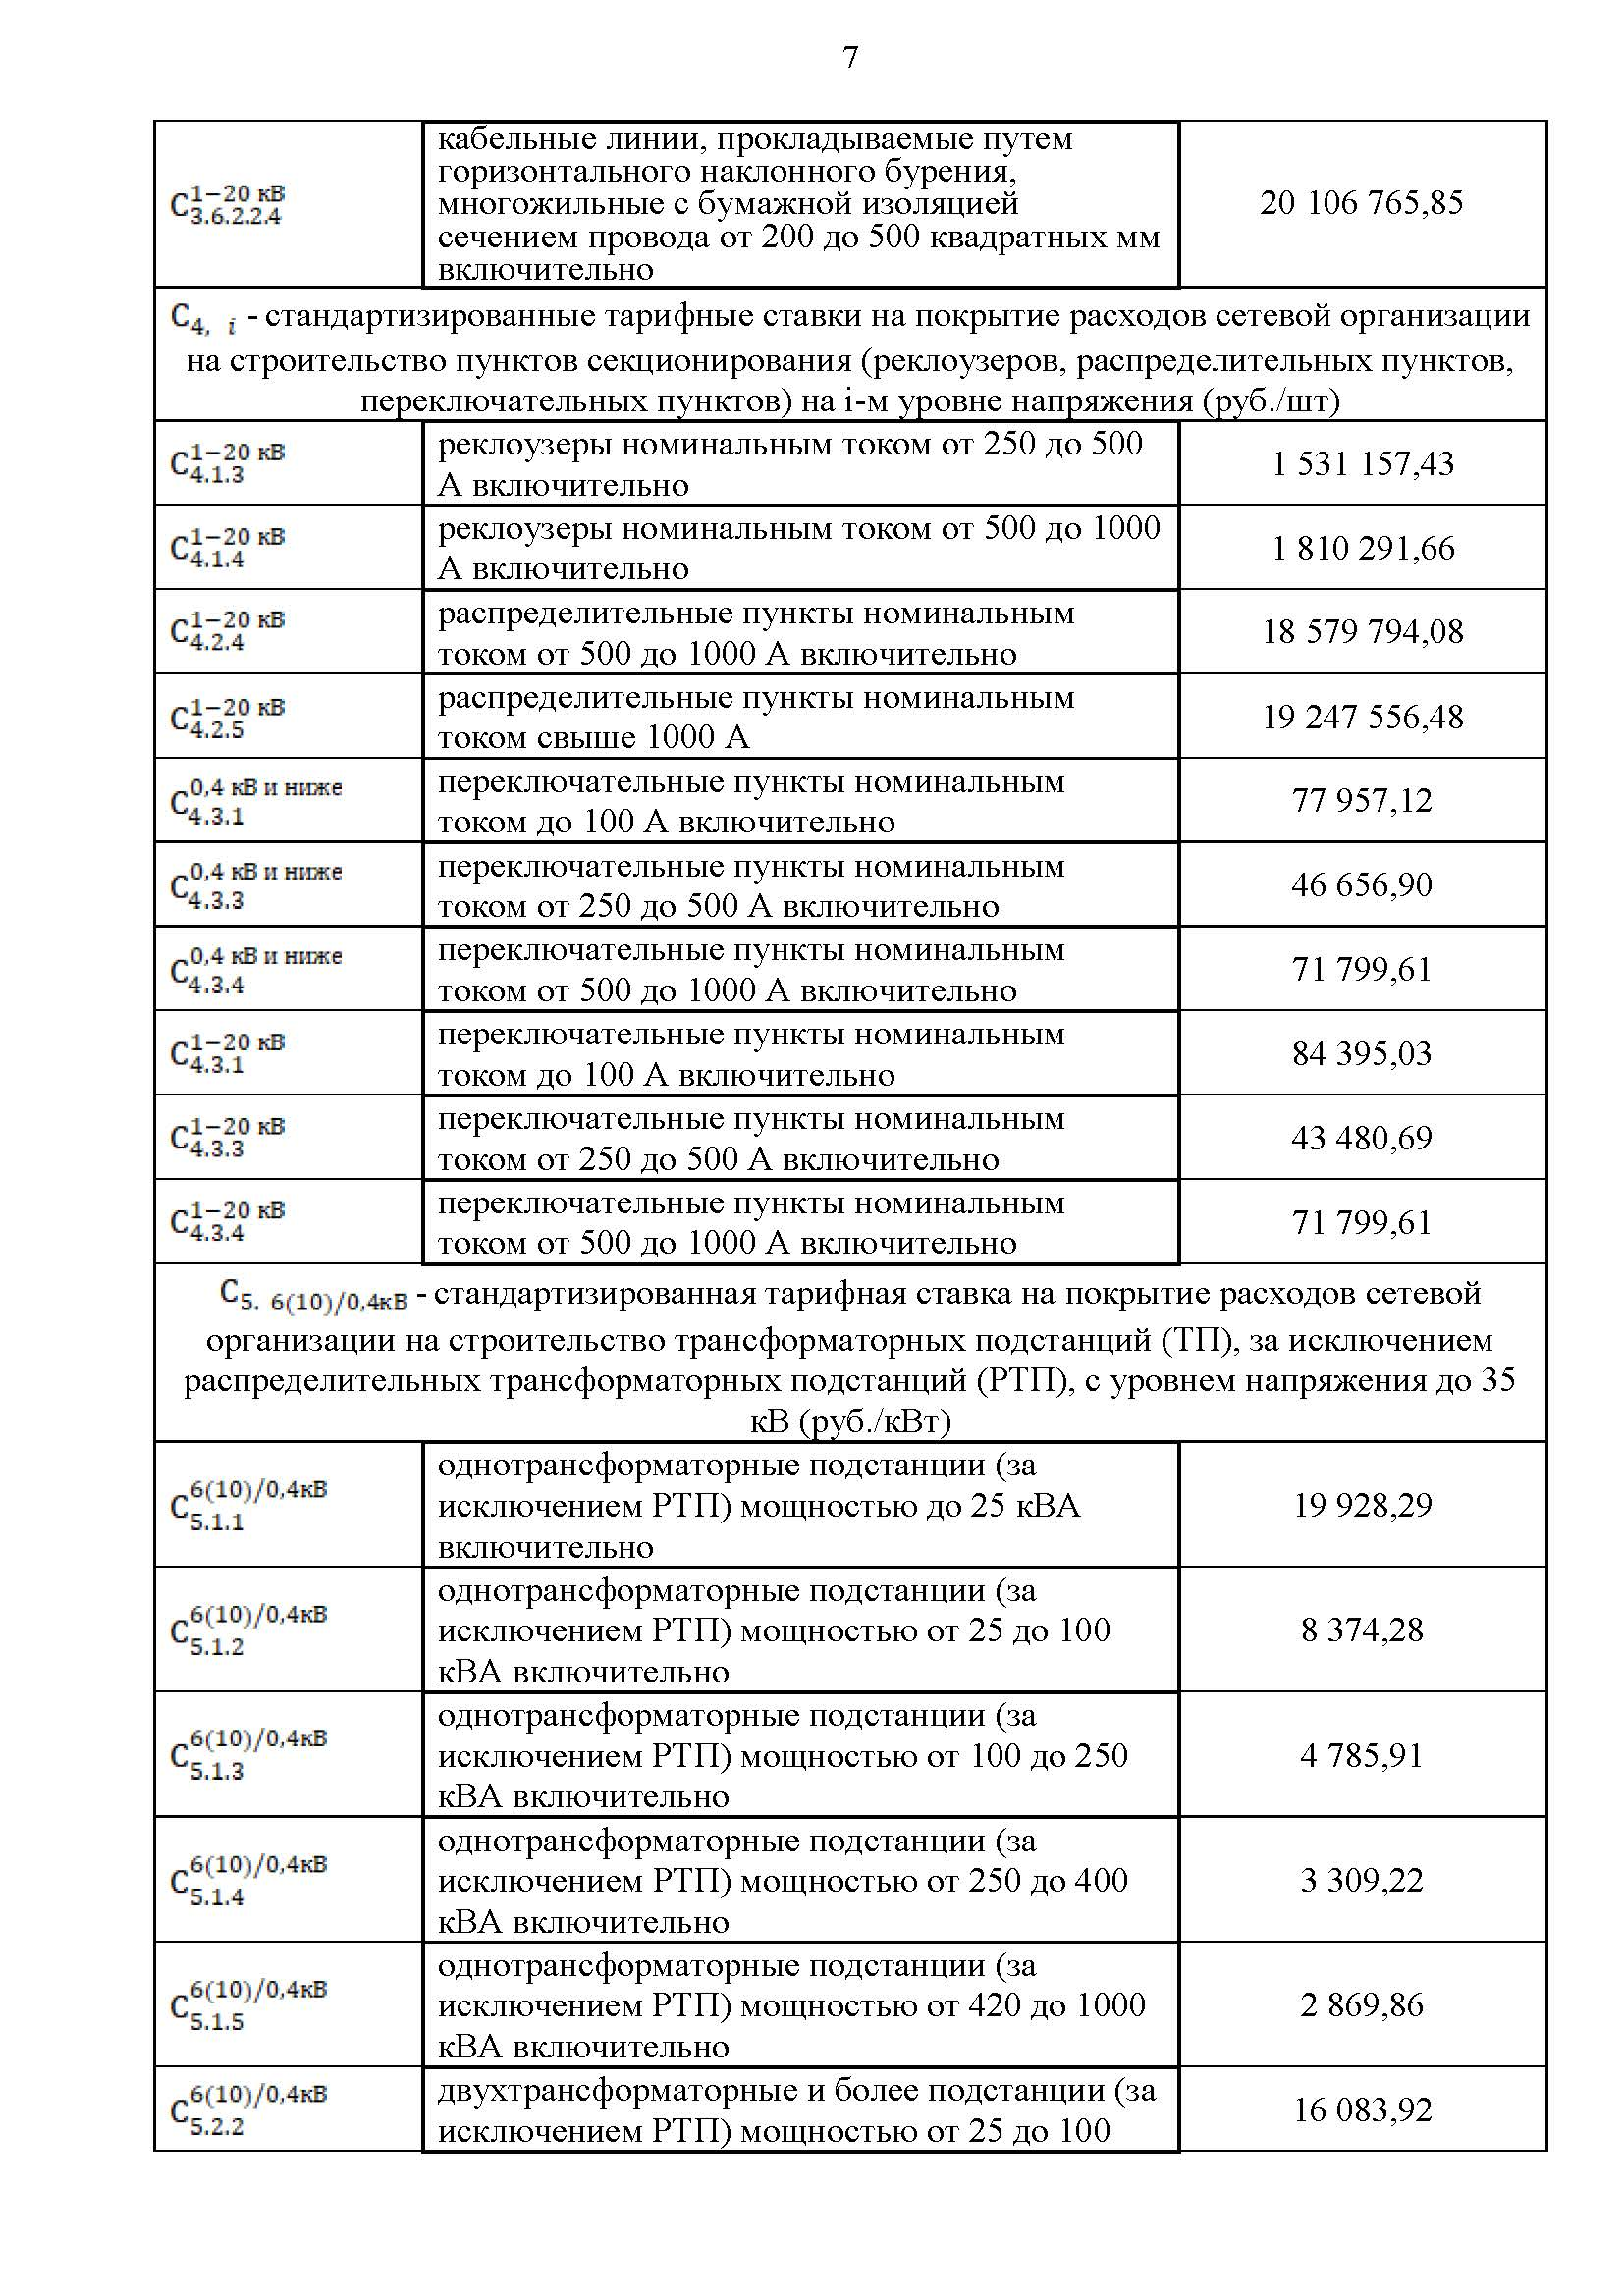 7
C 1−20 кВ 3.6.2.2.4
кабельные линии, прокладываемые путем
горизонтального наклонного бурения,
многожильные с бумажной изоляцией
сечением провода от 200 до 500 квадратных мм
включительно
20 106 765,85
C4, i - стандартизированные тарифные ставки на покрытие расходов сетевой организации
на строительство пунктов секционирования (реклоузеров, распределительных пунктов,
переключательных пунктов) на i-м уровне напряжения (руб./шт)
C 1−20 кВ 4.1.3
реклоузеры номинальным током от 250 до 500
А включительно
1 531 157,43
C 1−20 кВ 4.1.4
реклоузеры номинальным током от 500 до 1000
А включительно
1 810 291,66
C 1−20 кВ 4.2.4
распределительные пункты номинальным
током от 500 до 1000 А включительно
18 579 794,08
C 1−20 кВ 4.2.5
распределительные пункты номинальным
током свыше 1000 А
19 247 556,48
C 0,4 кВ и ниже 4.3.1
переключательные пункты номинальным
током до 100 А включительно
77 957,12
C 0,4 кВ и ниже 4.3.3
переключательные пункты номинальным
током от 250 до 500 А включительно
46 656,90
C 0,4 кВ и ниже 4.3.4
переключательные пункты номинальным
током от 500 до 1000 А включительно
71 799,61
C 1−20 кВ 4.3.1
переключательные пункты номинальным
током до 100 А включительно
84 395,03
C 1−20 кВ 4.3.3
переключательные пункты номинальным
током от 250 до 500 А включительно
43 480,69
C 1−20 кВ 4.3.4
переключательные пункты номинальным
током от 500 до 1000 А включительно
71 799,61
C5. 6(10)/0,4кВ - стандартизированная тарифная ставка на покрытие расходов сетевой
организации на строительство трансформаторных подстанций (ТП), за исключением
распределительных трансформаторных подстанций (РТП), с уровнем напряжения до 35
кВ (руб./кВт)
C 6(10)/0,4кВ 5.1.1
однотрансформаторные подстанции (за
исключением РТП) мощностью до 25 кВА
включительно
19 928,29
C 6(10)/0,4кВ 5.1.2
однотрансформаторные подстанции (за
исключением РТП) мощностью от 25 до 100
кВА включительно
8 374,28
C 6(10)/0,4кВ 5.1.3
однотрансформаторные подстанции (за
исключением РТП) мощностью от 100 до 250
кВА включительно
4 785,91
C 6(10)/0,4кВ 5.1.4
однотрансформаторные подстанции (за
исключением РТП) мощностью от 250 до 400
кВА включительно
3 309,22
C 6(10)/0,4кВ 5.1.5
однотрансформаторные подстанции (за
исключением РТП) мощностью от 420 до 1000
кВА включительно
2 869,86
C 6(10)/0,4кВ 5.2.2
двухтрансформаторные и более подстанции (за
исключением РТП) мощностью от 25 до 100
16 083,92